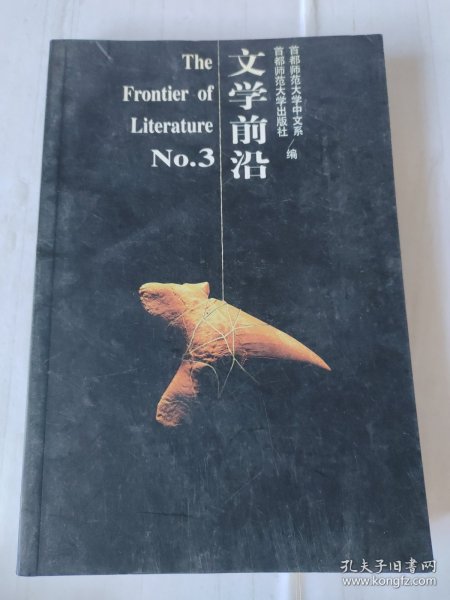 The
Frontier of
Literature
No.3
文学前沿
首都师范大学中文系
首都师范大学出版社
编
孔夫子旧书网
www.kongfz.com